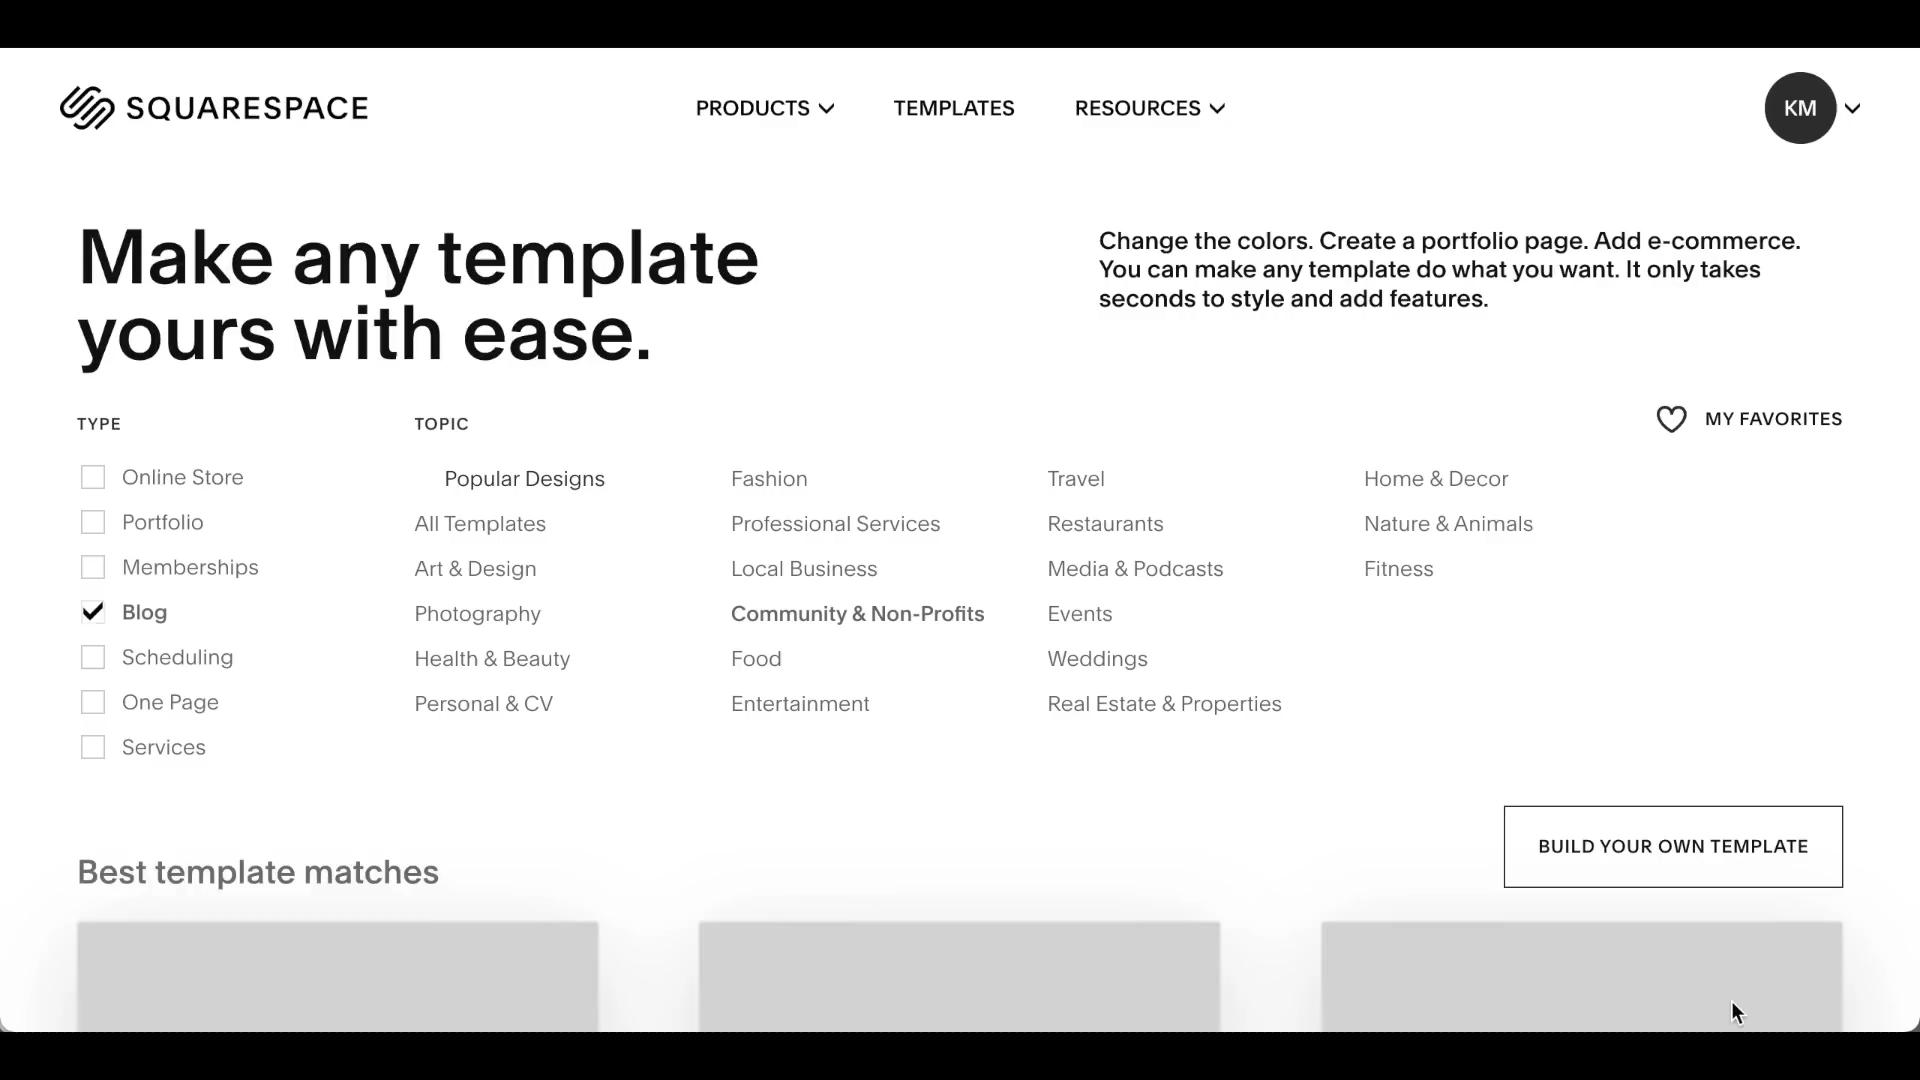 SQUARESPACE
PRODUCTS
TEMPLATES
RESOURCES
KM
Make any template
yours with ease.
Change the colors. Create a portfolio page. Add e-commerce.
You can make any template do what you want. It only takes
seconds to style and add features.
MY FAVORITES
TYPE
Online Store
Portfolio
Memberships
Blog
Scheduling
One Page
Services
TOPIC
Popular Designs
All Templates
Art & Design
Photography
Health & Beauty
Personal & CV
Fashion
Professional Services
Local Business
Community & Non-Profits
Food
Entertainment
Travel
Restaurants
Media & Podcasts
Events
Weddings
Real Estate & Properties
Home & Decor
Nature & Animals
Fitness
BUILD YOUR OWN TEMPLATE
Best template matches